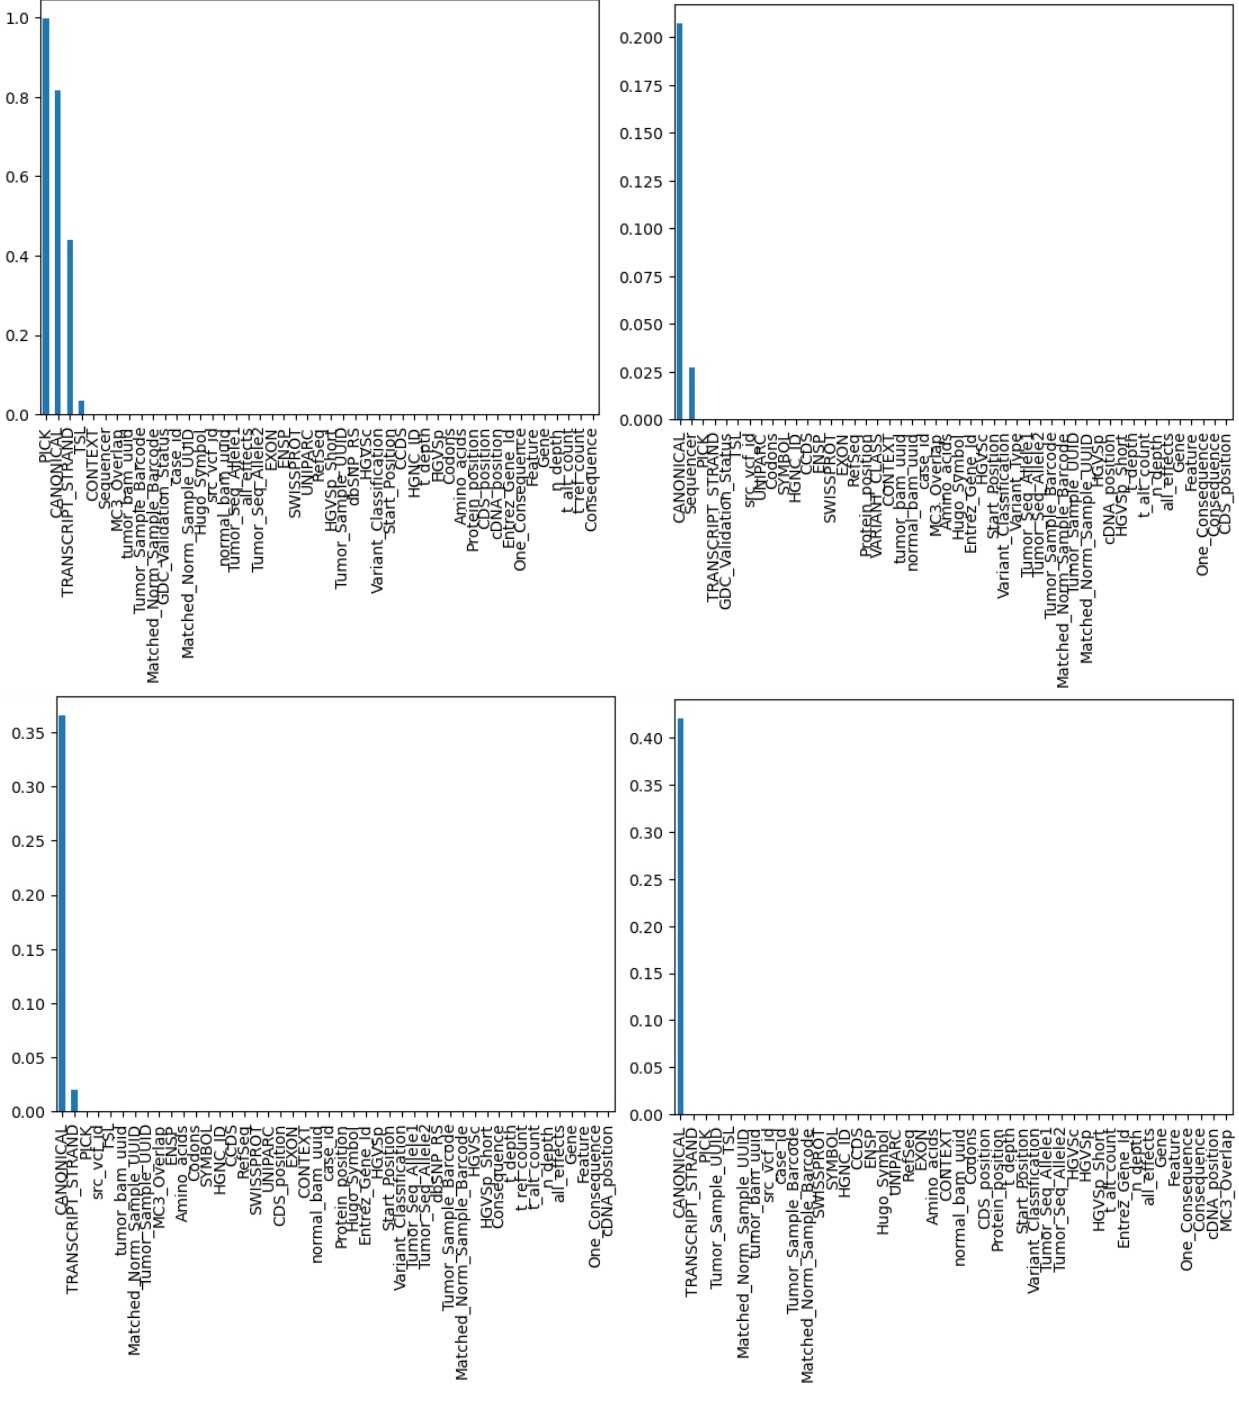 1.0
0.8
0.6
0.4
0.2
0.0
PICK
CANONICAL
TRANSCRIPT_STRAND
TSL
CONTEXT
Sequencer
MC3_Overlap
tumor_bam_uuid
Tumor_Sample_Barcode
Matched_Norm_Sample_Barcode
GDC_Validation_Status
case_id
Matched_Norm_Sample_UUID
Hugo_Symbol
src_vcf_id
normal_bam_uuid
Tumor_Seq_Allele1
all_effects
Tumor_Seq_Allele2
EXON
ENSP
SWISSPROT
UNIPARC
RefSeq
HGVSp_Short
Tumor_Sample_UUID
dbSNP_RS
HGVSc
Variant_Classification
Start_Position
CCDS
HGNC_ID
t_depth
HGVSp
Codons
Amino_acids
Protein_position
CDS_position
cDNA_position
Entrez_Gene_Id
One_Consequence
Feature
Gene
n_depth
t_alt_count
t_ref_count
Consequence
0.200
0.175
0.150
0.125
0.100
0.075
0.050
0.025
0.000
CANONICAL
Sequencer
PICK
TRANSCRIPT_STRAND
GDC_Validation_Status
TSL
src_vcf_id
UNIPARC
Codons
SYMBOL
HGNC_ID
CCDS
ENSP
SWISSPROT
EXON
RefSeq
Protein_position
VARIANT_CLASS
CONTEXT
tumor_bam_uuid
normal_bam_uuid
case_id
MC3_Overlap
Amino_acids
Hugo_Symbol
Entrez_Gene_Id
HGVSc
Start_Position
Variant_Classification
Variant_Type
Tumor_Seq_Allele1
Tumor_Seq_Allele2
Tumor_Sample_Barcode
Matched_Norm_Sample_Barcode
Tumor_Sample_UUID
Matched_Norm_Sample_UUID
HGVSp
cDNA_position
HGVSp_Short
t_depth
t_alt_count
n_depth
all_effects
Gene
Feature
One_Consequence
Consequence
CDS_position
0.35
0.30
0.25
0.20
0.15
0.10
0.05
0.00
CANONICAL
TRANSCRIPT_STRAND
PICK
src_vcf_id
TSL
tumor_bam_uuid
Matched_Norm_Sample_UUID
Tumor_Sample_UUID
MC3_Overlap
ENSP
Amino_acids
Codons
SYMBOL
HGNC_ID
CCDS
RefSeq
SWISSPROT
UNIPARC
CDS_position
EXON
CONTEXT
normal_bam_uuid
case_id
Protein_position
Hugo_Symbol
Entrez_Gene_Id
HGVSp
Start_Position
Variant_Classification
Tumor_Seq_Allele1
Tumor_Seq_Allele2
dbSNP_RS
Tumor_Sample_Barcode
Matched_Norm_Sample_Barcode
HGVSc
HGVSp_Short
Consequence
t_depth
t_ref_count
t_alt_count
n_depth
all_effects
Gene
Feature
One_Consequence
cDNA_position
0.40
0.35
0.30
0.25
0.20
0.15
0.10
0.05
0.00
CANONICAL
TRANSCRIPT_STRAND
PICK
Tumor_Sample_UUID
TSL
Matched_Norm_Sample_UUID
tumor_bam_uuid
src_vcf_id
case_id
Tumor_Sample_Barcode
Matched_Norm_Sample_Barcode
SWISSPROT
SYMBOL
HGNC_ID
CCDS
ENSP
Hugo_Symbol
UNIPARC
RefSeq
EXON
Amino_acids
CONTEXT
normal_bam_uuid
Codons
CDS_position
Protein_position
t_depth
Start_Position
Variant_Classification
Tumor_Seq_Allele1
Tumor_Seq_Allele2
HGVSc
HGVSp
HGVSp_Short
t_alt_count
Entrez_Gene_Id
n_depth
all_effects
Gene
Feature
One_Consequence
Consequence
cDNA_position
MC3_Overlap